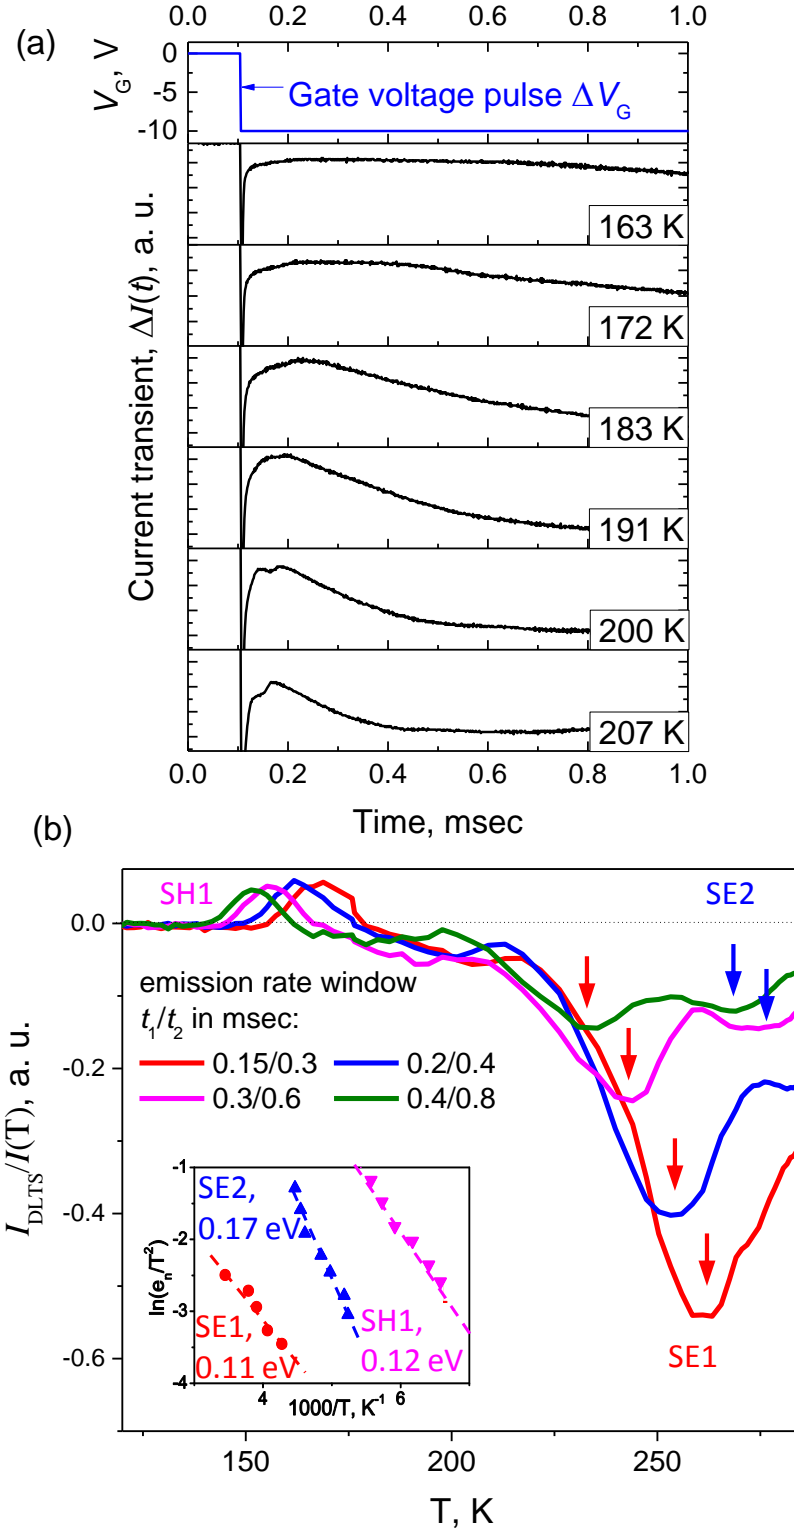 (a)
0.0 0.2 0.4 0.6 0.8 1.0
V_G, V
0
-5
-10
Gate voltage pulse ΔV_G
Current transient, ΔI(t), a. u.
163 K
172 K
183 K
191 K
200 K
207 K
0.0 0.2 0.4 0.6 0.8 1.0
Time, msec
(b)
I_DLTS/I(T), a. u.
0.0
-0.2
-0.4
-0.6
SH1
SE2
emission rate window
t_1/t_2 in msec:
0.15/0.3 0.2/0.4
0.3/0.6 0.4/0.8
SE1
ln(e_n/T^2)
-1
-2
-3
-4
SE2,
0.17 eV
SE1,
0.11 eV
SH1,
0.12 eV
4 6
1000/T, K^-1
150 200 250
T, K